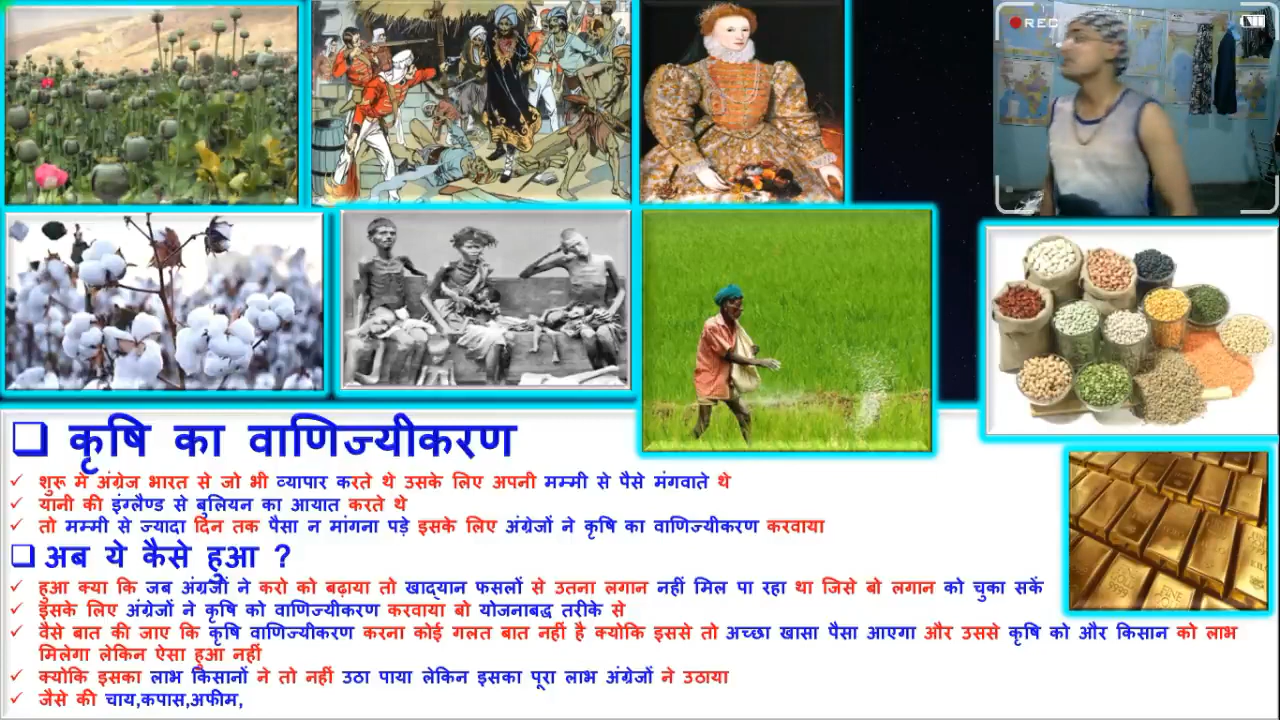 REC
कृषि का वाणिज्यीकरण
शुरू में अंग्रेज भारत से जो भी व्यापार करते थे उसके लिए अपनी मम्मी से पैसे मंगवाते थे
यानी की इंग्लैण्ड से बुलियन का आयात करते थे
तो मम्मी से ज्यादा दिन तक पैसा न मांगना पड़े इसके लिए अंग्रेजों ने कृषि का वाणिज्यीकरण करवाया
अब ये कैसे हुआ ?
हुआ क्या कि जब अंग्रजों ने करो को बढ़ाया तो खाद्यान फसलों से उतना लगान नहीं मिल पा रहा था जिसे बो लगान को चुका सकें
इसके लिए अंग्रेजों ने कृषि को वाणिज्यीकरण करवाया बो योजनाबद्ध तरीके से
वैसे बात की जाए कि कृषि वाणिज्यीकरण करना कोई गलत बात नहीं है क्योकि इससे तो अच्छा खासा पैसा आएगा और उससे कृषि को और किसान को लाभ
मिलेगा लेकिन ऐसा हुआ नहीं
क्योकि इसका लाभ किसानों ने तो नहीं उठा पाया लेकिन इसका पूरा लाभ अंग्रेजों ने उठाया
जैसे की चाय,कपास,अफीम,